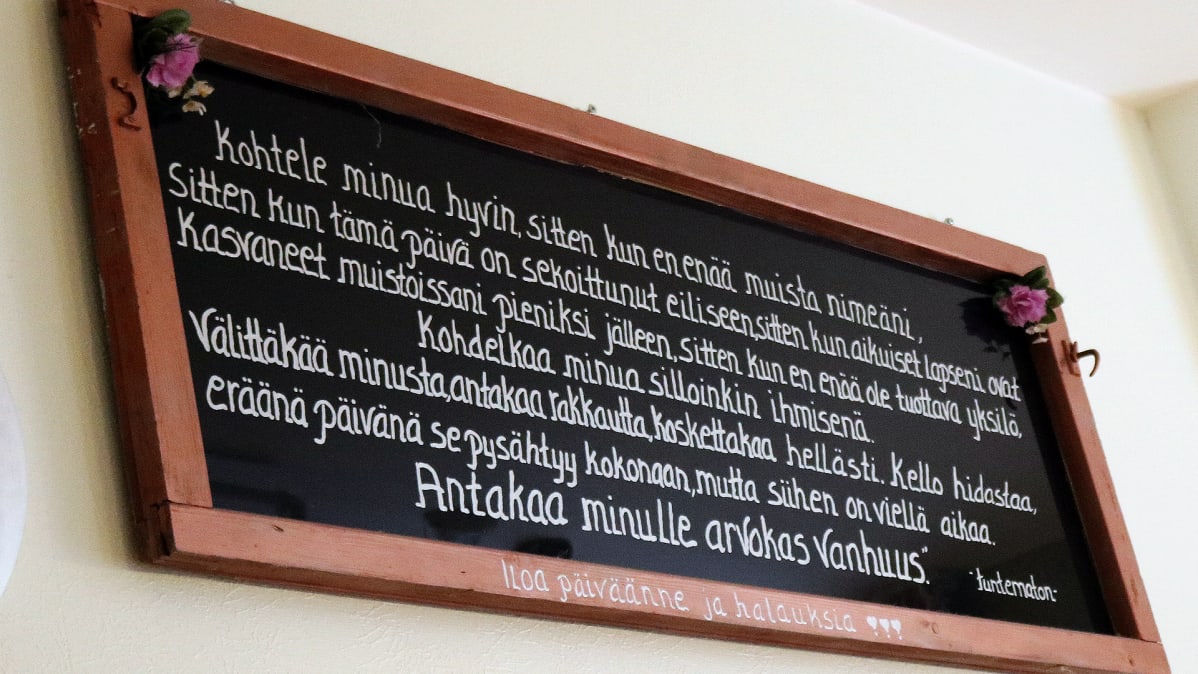 Kohtele minua hyvin, sitten kun en enää muista nimeäni,
Sitten kun tämä päivä on sekoittunut eiliseen, sitten kun aikuiset lapseni ovat
Kasvaneet muistoissani pieniksi jälleen, sitten kun en enää ole tuottava yksilö,
Kohdelkaa minua silloinkin ihmisenä.
Välittäkää minusta, antakaa rakkautta, koskettakaa hellästi. Kello hidastaa,
eräänä päivänä se pysähtyy kokonaan, mutta siihen on viellä aikaa.
Antakaa minulle arvokas vanhuus."
-tuntematon-
Iloa päiväänne ja halauksia ♥♥♥